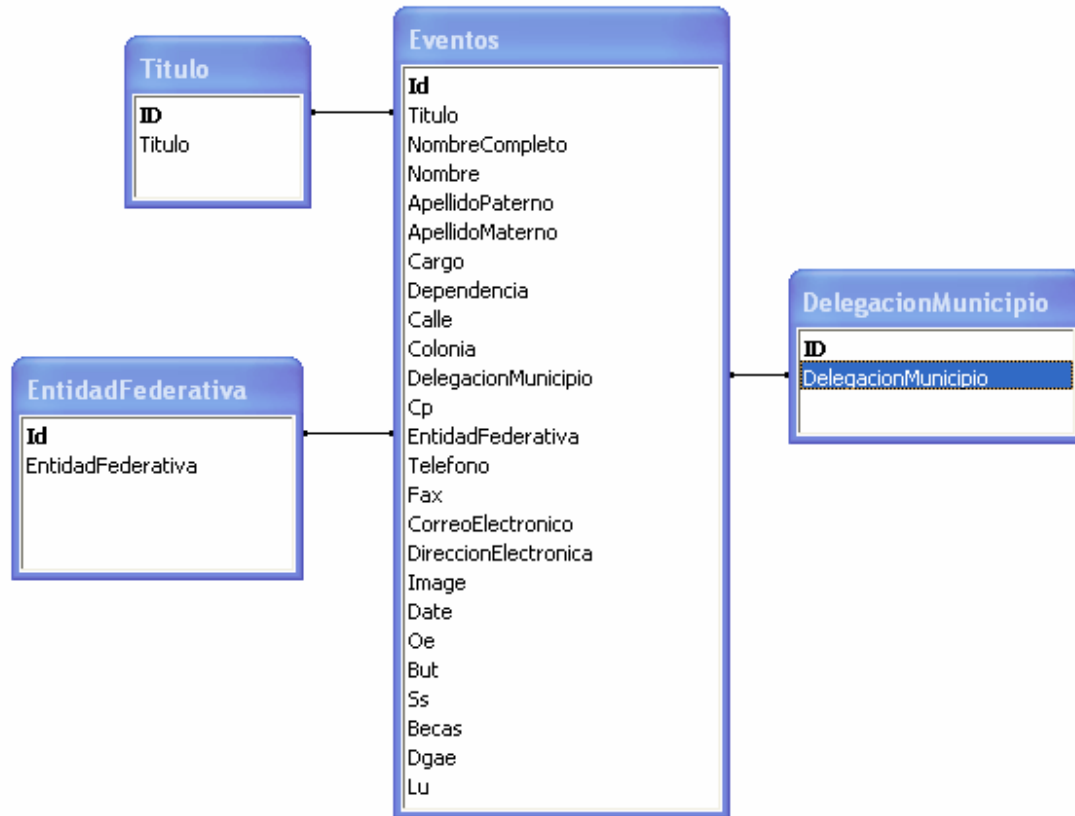 Titulo
ID
Titulo
EntidadFederativa
Id
EntidadFederativa
Eventos
Id
Titulo
NombreCompleto
Nombre
ApellidoPaterno
ApellidoMaterno
Cargo
Dependencia
Calle
Colonia
DelegacionMunicipio
Cp
EntidadFederativa
Telefono
Fax
CorreoElectronico
DireccionElectronica
Image
Date
Oe
But
Ss
Becas
Dgae
Lu
DelegacionMunicipio
ID
DelegacionMunicipio